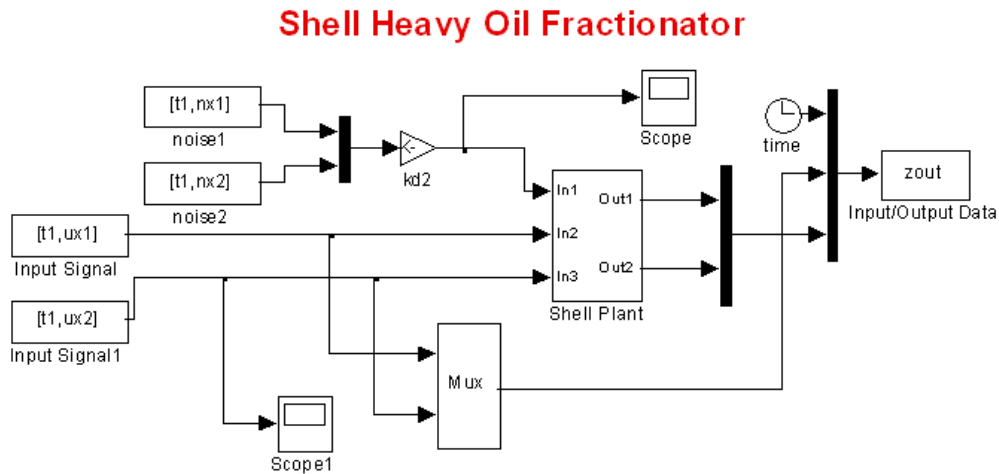 Shell Heavy Oil Fractionator
[t1,nx1]
noise1
[t1,nx2]
noise2
<-
kd2
Scope
time
zout
Input/Output Data
[t1,ux1]
Input Signal
[t1,ux2]
Input Signal1
In1
In2
In3
Out1
Out2
Shell Plant
Mux
Scope1